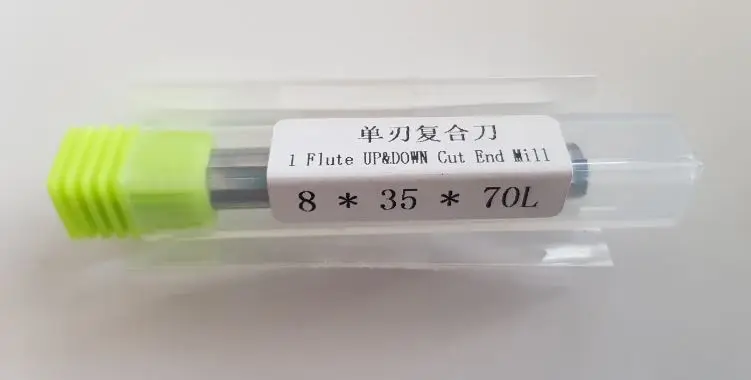 单刃复合刀
1 Flute UP&DOWN Cut End Mill
8 * 35 * 70L